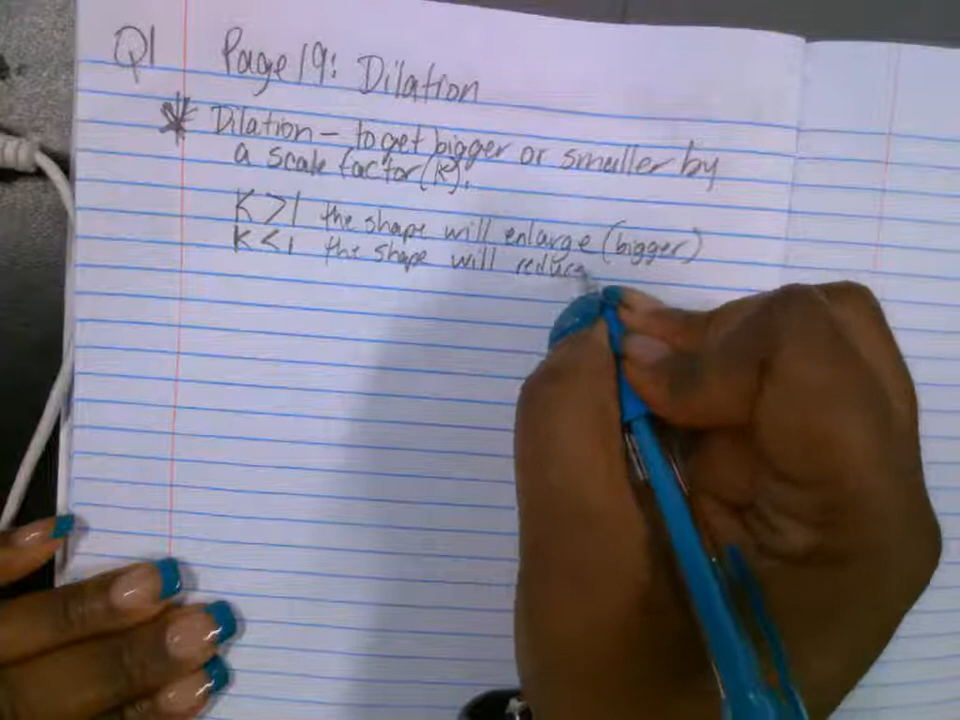 Q1 Page 19: Dilation
* Dilation - to get bigger or smaller by
a scale factor (k).
K > 1 the shape will enlarge (bigger)
K < 1 the shape will reduce